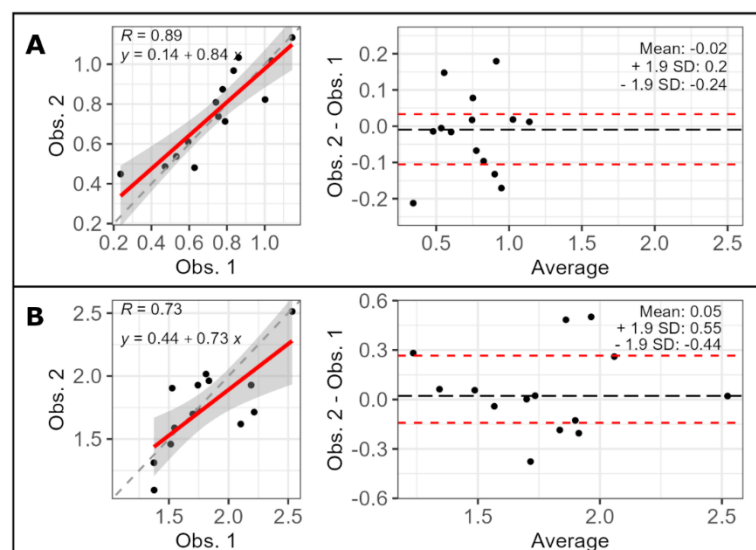 A
R = 0.89
y = 0.14 + 0.84 x
Obs. 2
1.0
0.8
0.6
0.4
0.2
0.2 0.4 0.6 0.8 1.0
Obs. 1
Mean: -0.02
+ 1.9 SD: 0.2
- 1.9 SD: -0.24
Obs. 2 - Obs. 1
0.2
0.1
0.0
-0.1
-0.2
0.5 1.0 1.5 2.0 2.5
Average
B
R = 0.73
y = 0.44 + 0.73 x
Obs. 2
2.5
2.0
1.5
1.5 2.0 2.5
Obs. 1
Mean: 0.05
+ 1.9 SD: 0.55
- 1.9 SD: -0.44
Obs. 2 - Obs. 1
0.6
0.3
0.0
-0.3
-0.6
1.5 2.0 2.5
Average